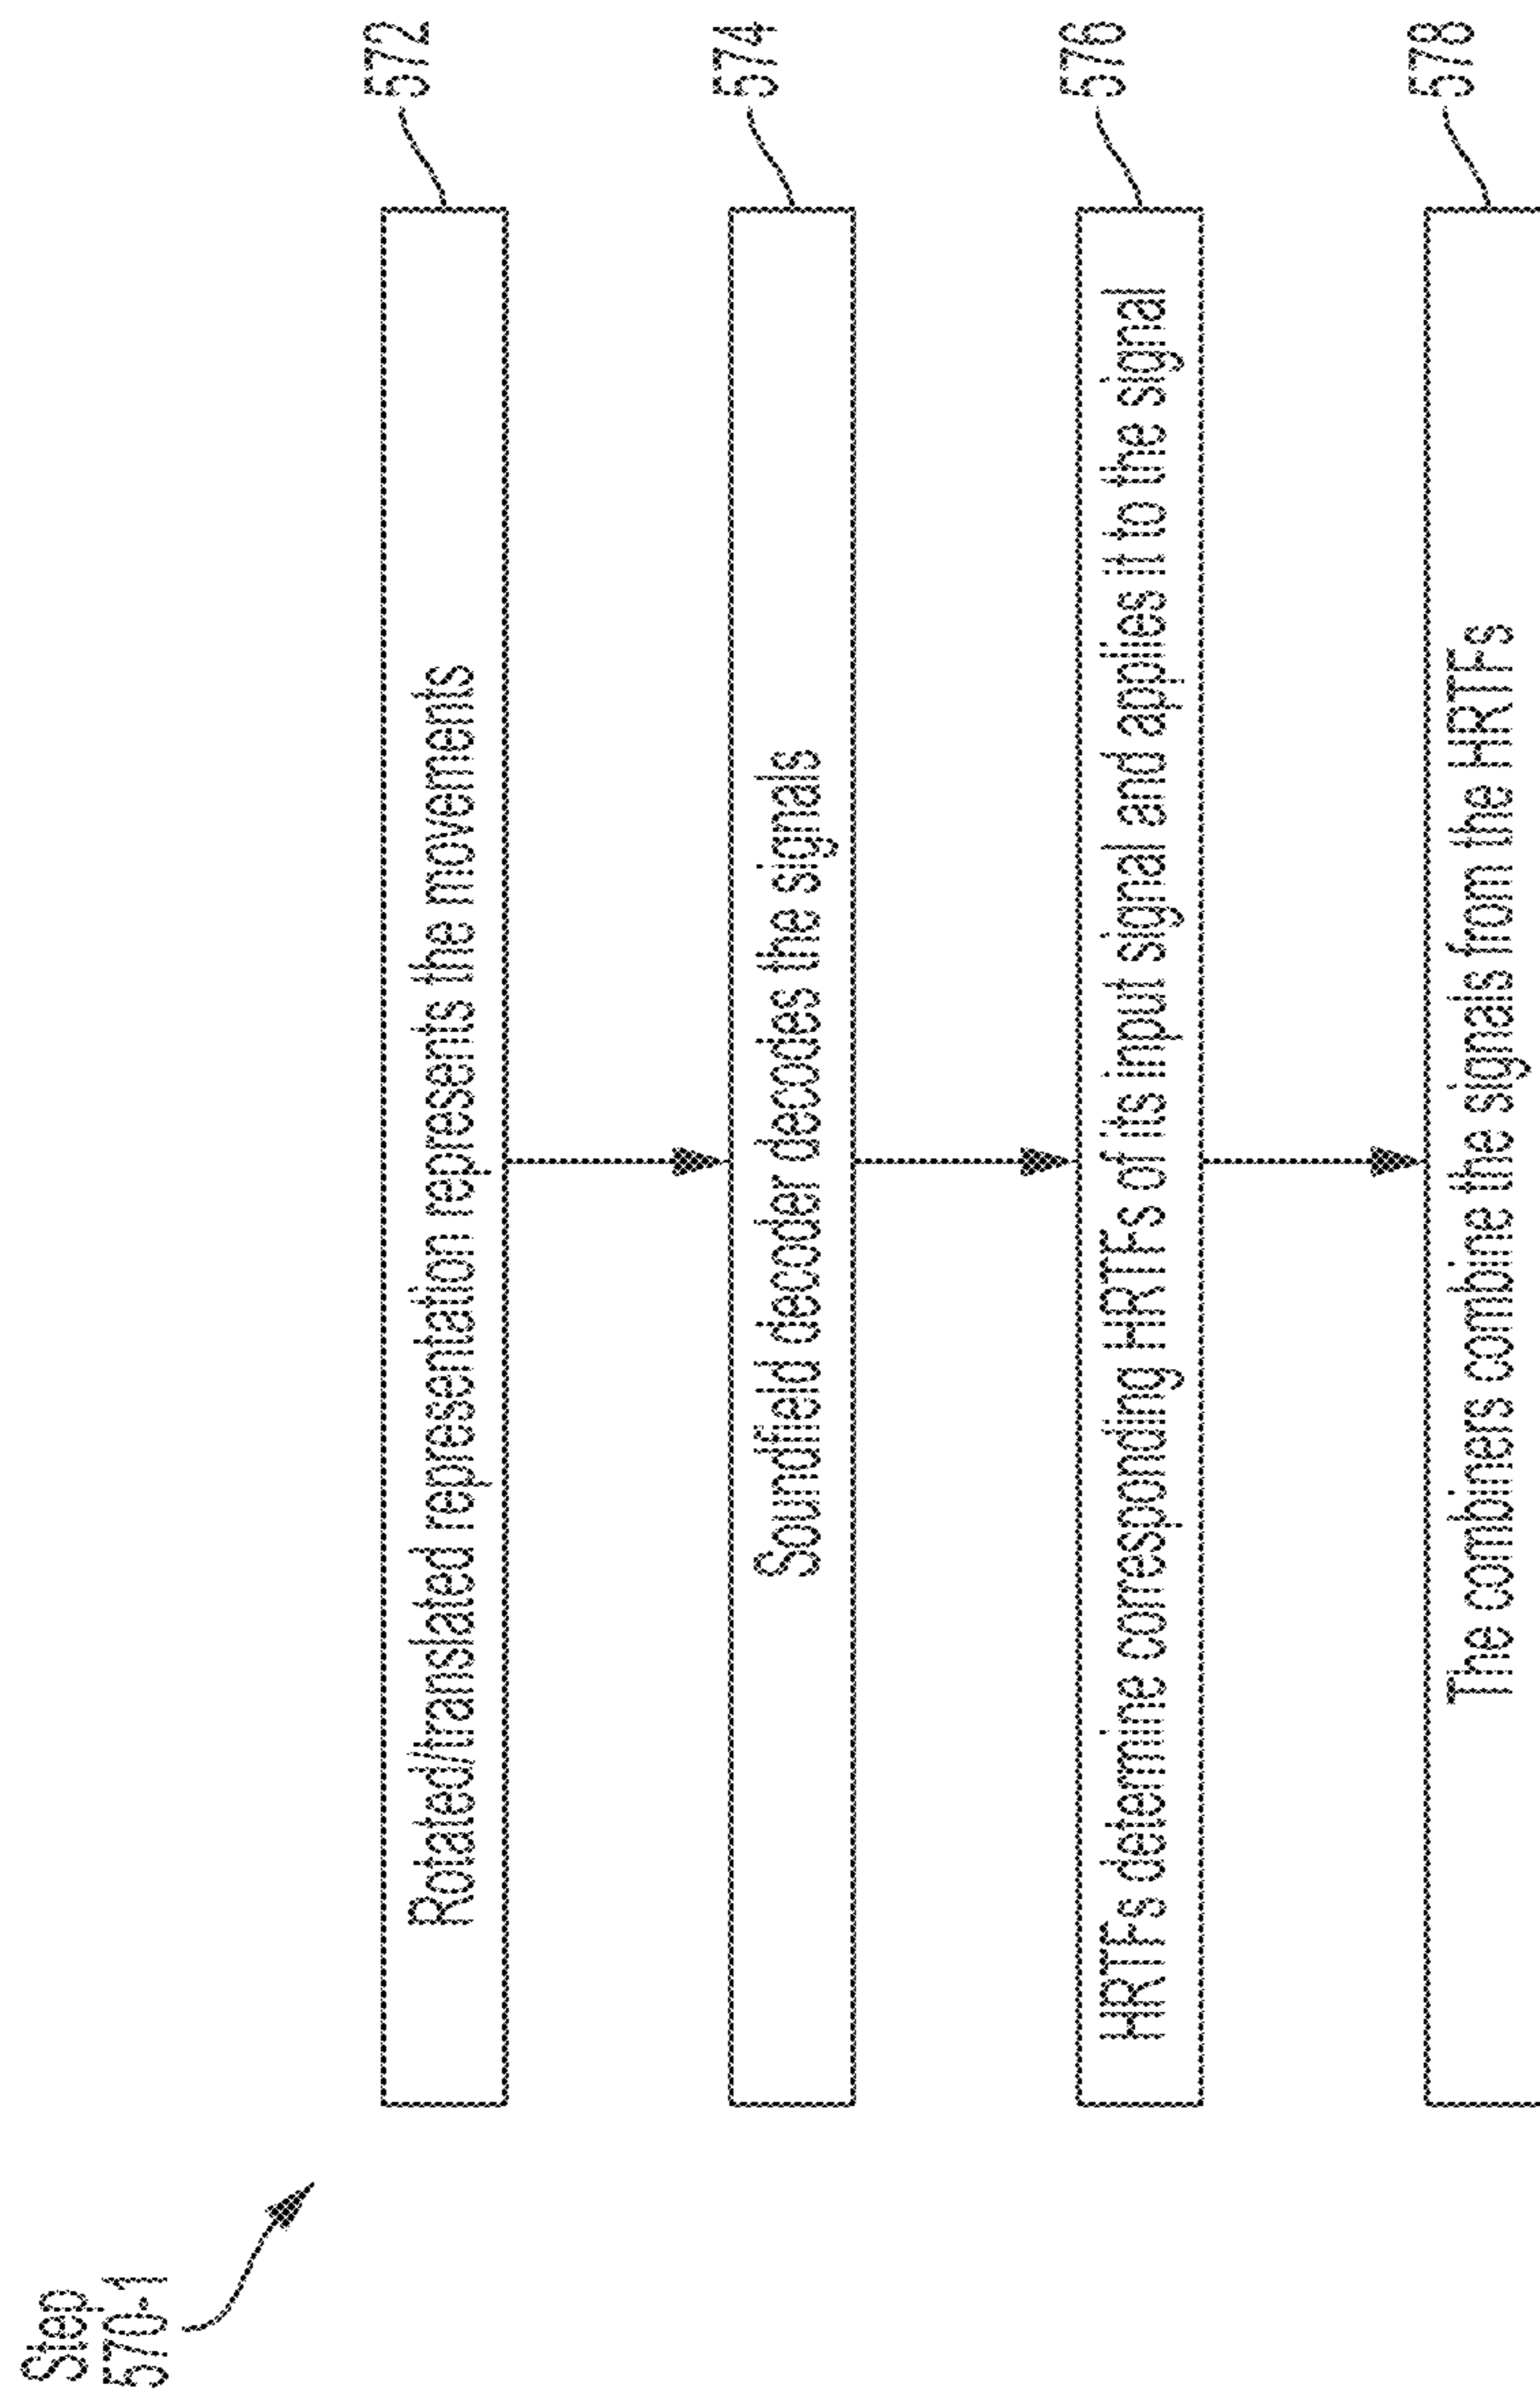 Step
570-1
Rotated/translated representation represents the movements
572
Soundfield decoder decodes the signals
574
HRTFs determine corresponding HRTFs of its input signal and applies it to the signal
576
The combiners combine the signals from the HRTFs
578